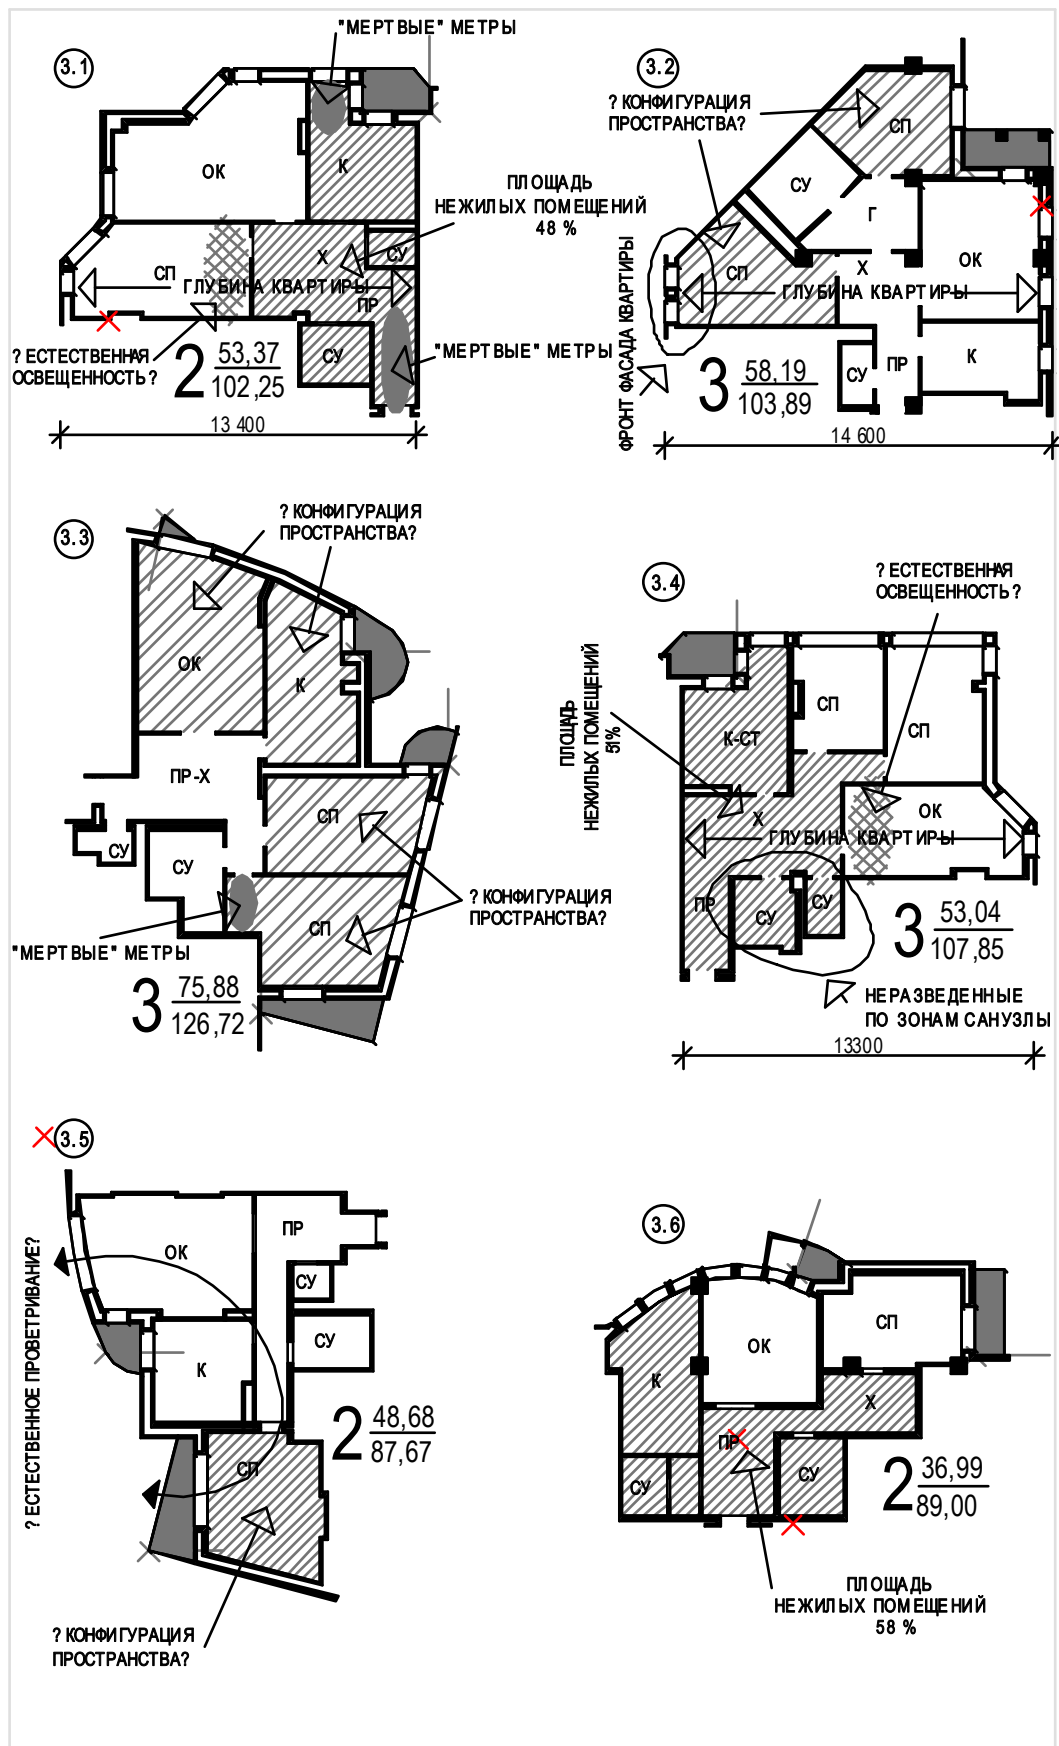 3.1
"МЕРТВЫЕ" МЕТРЫ
ОК
К
ПЛОЩАДЬ
НЕЖИЛЫХ ПОМЕЩЕНИЙ
48 %
СП
Х
СУ
ГЛУБИНА КВАРТИРЫ
ПР
? ЕСТЕСТВЕННАЯ
ОСВЕЩЕННОСТЬ ?
2
53,37
102,25
СУ
"МЕРТВЫЕ" МЕТРЫ
13 400
3.2
? КОНФИГУРАЦИЯ
ПРОСТРАНСТВА?
СП
СУ
Г
СП
Х
ОК
ГЛУБИНА КВАРТИРЫ
ФРОНТ ФАСАДА КВАРТИРЫ
3
58,19
103,89
СУ
ПР
К
14 600
3.3
? КОНФИГУРАЦИЯ
ПРОСТРАНСТВА?
ОК
К
ПР-Х
СП
СУ
СУ
СП
? КОНФИГУРАЦИЯ
ПРОСТРАНСТВА?
"МЕРТВЫЕ" МЕТРЫ
3
75,88
126,72
3.4
? ЕСТЕСТВЕННАЯ
ОСВЕЩЕННОСТЬ ?
ПЛОЩАДЬ
НЕЖИЛЫХ ПОМЕЩЕНИЙ
51%
К-СТ
СП
СП
ОК
Х
ГЛУБИНА КВАРТИРЫ
ПР
СУ
СУ
3
53,04
107,85
НЕРАЗВЕДЕННЫЕ
ПО ЗОНАМ САНУЗЛЫ
13300
3.5
? ЕСТЕСТВЕННОЕ ПРОВЕТРИВАНИЕ?
ОК
ПР
СУ
СУ
К
СП
2
48,68
87,67
? КОНФИГУРАЦИЯ
ПРОСТРАНСТВА?
3.6
СП
ОК
К
Х
ПР
СУ
СУ
2
36,99
89,00
ПЛОЩАДЬ
НЕЖИЛЫХ ПОМЕЩЕНИЙ
58 %